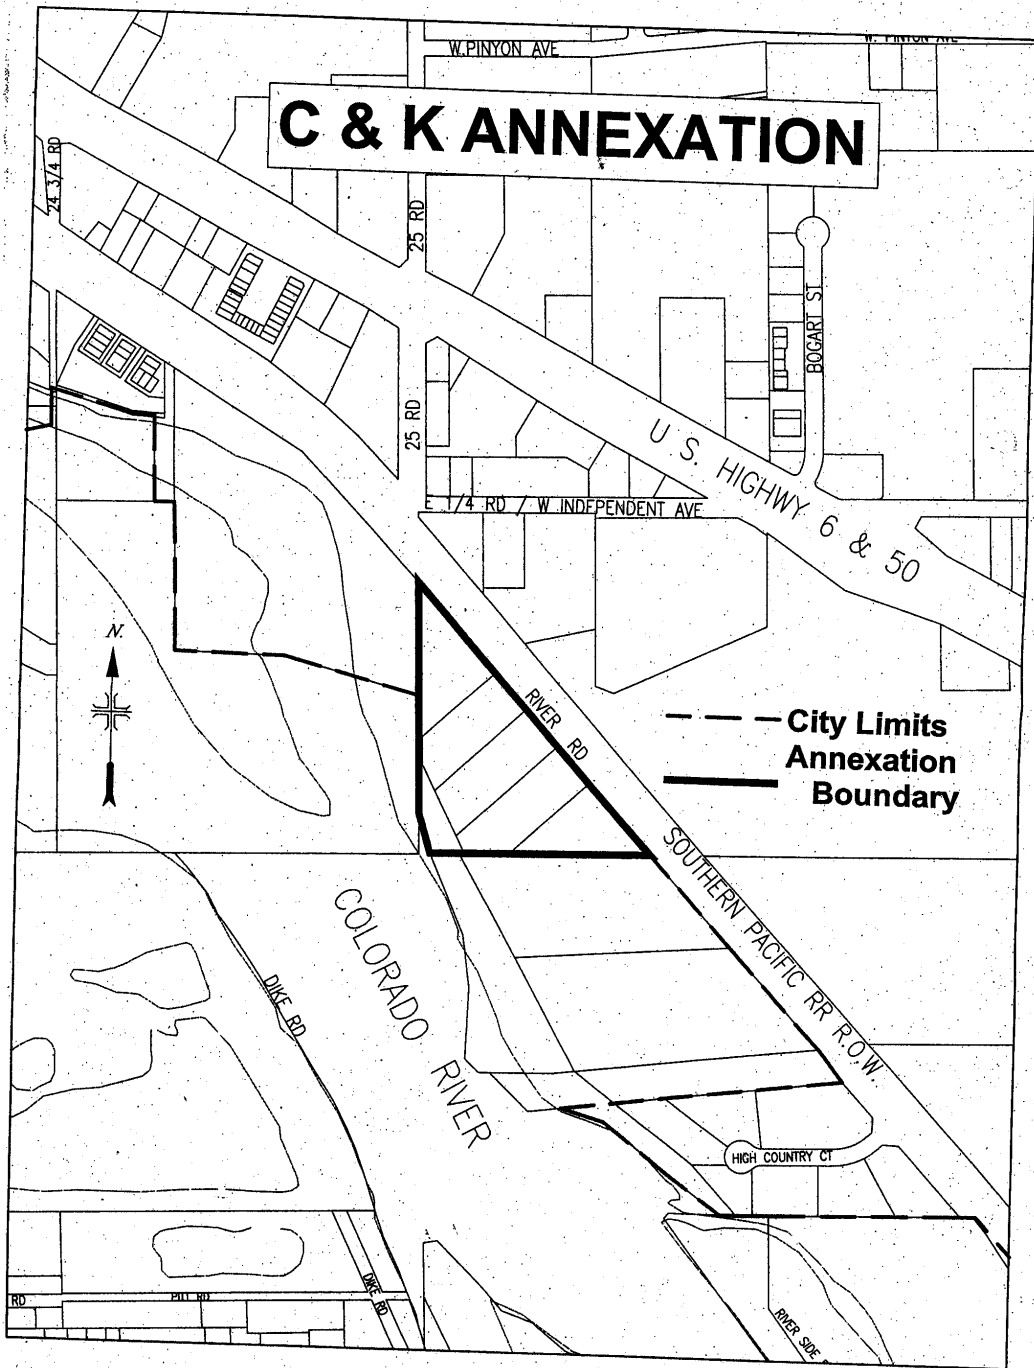 W. PINYON AVE
W. PINYON AVE
C & K ANNEXATION
24 3/4 RD
25 RD
BOGART ST
25 RD
U. S. HIGHWAY 6 & 50
E 1/4 RD / W INDEPENDENT AVE
N.
RIVER RD
City Limits
Annexation
Boundary
SOUTHERN PACIFIC RR R.O.W.
COLORADO RIVER
DIKE RD
HIGH COUNTRY CT
DIKE RD
RD
RIVER SIDE